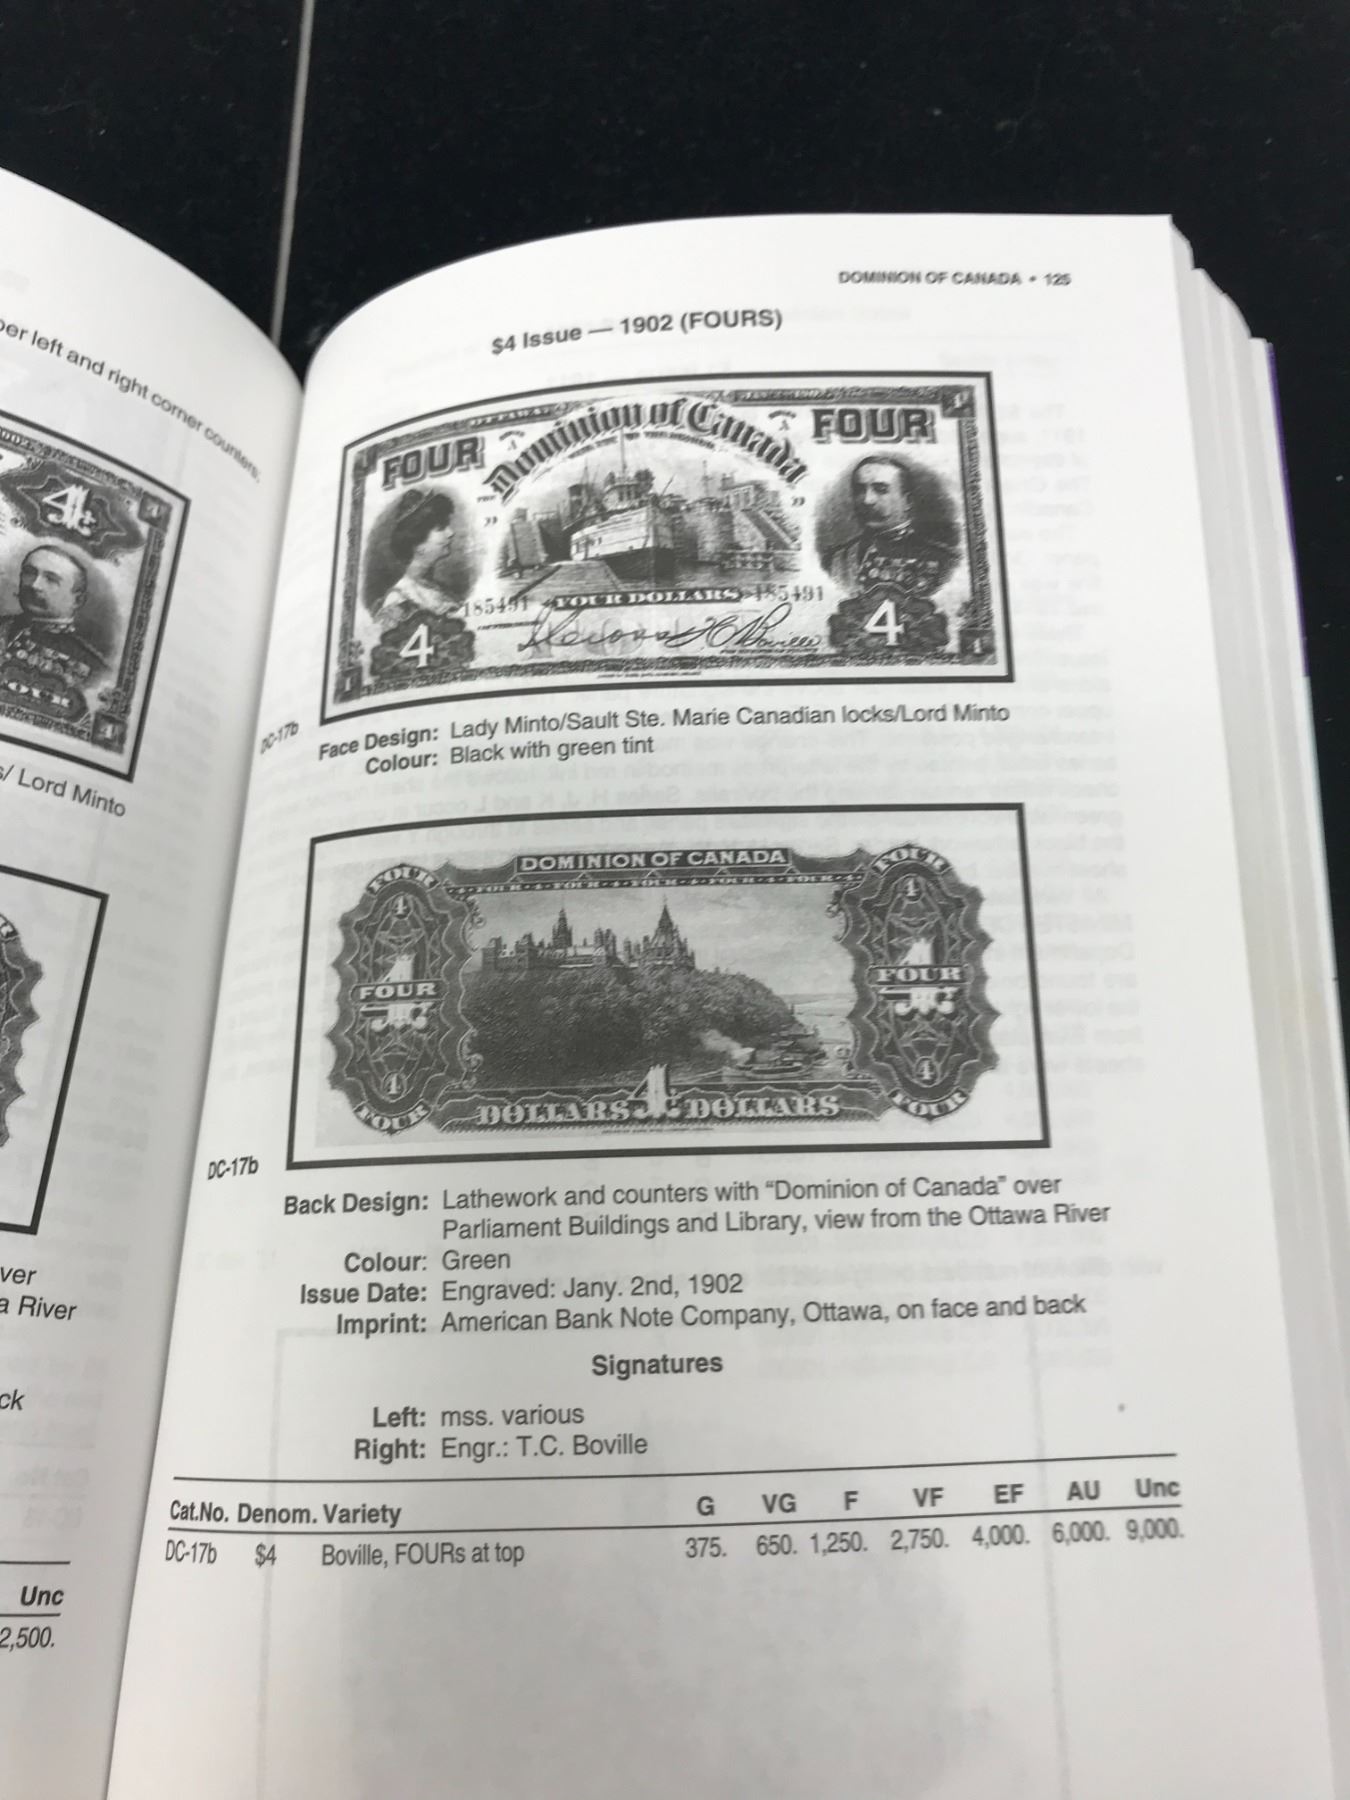 per left and right corner counters.
4
s/ Lord Minto
ver
a River
ck
Unc
2,500.
DOMINION OF CANADA • 125
$4 Issue — 1902 (FOURS)
FOUR Dominion of Canada FOUR
185491 FOUR DOLLARS 185491
4 4
DC-17b
Face Design: Lady Minto/Sault Ste. Marie Canadian locks/Lord Minto
Colour: Black with green tint
FOUR DOMINION OF CANADA FOUR
4 4
FOUR FOUR
4 4
FOUR DOLLARS 4 DOLLARS FOUR
DC-17b
Back Design: Lathework and counters with “Dominion of Canada” over
Parliament Buildings and Library, view from the Ottawa River
Colour: Green
Issue Date: Engraved: Jany. 2nd, 1902
Imprint: American Bank Note Company, Ottawa, on face and back
Signatures
Left: mss. various
Right: Engr.: T.C. Boville
Cat.No. Denom. Variety G VG F VF EF AU Unc
DC-17b $4 Boville, FOURs at top 375. 650. 1,250. 2,750. 4,000. 6,000. 9,000.